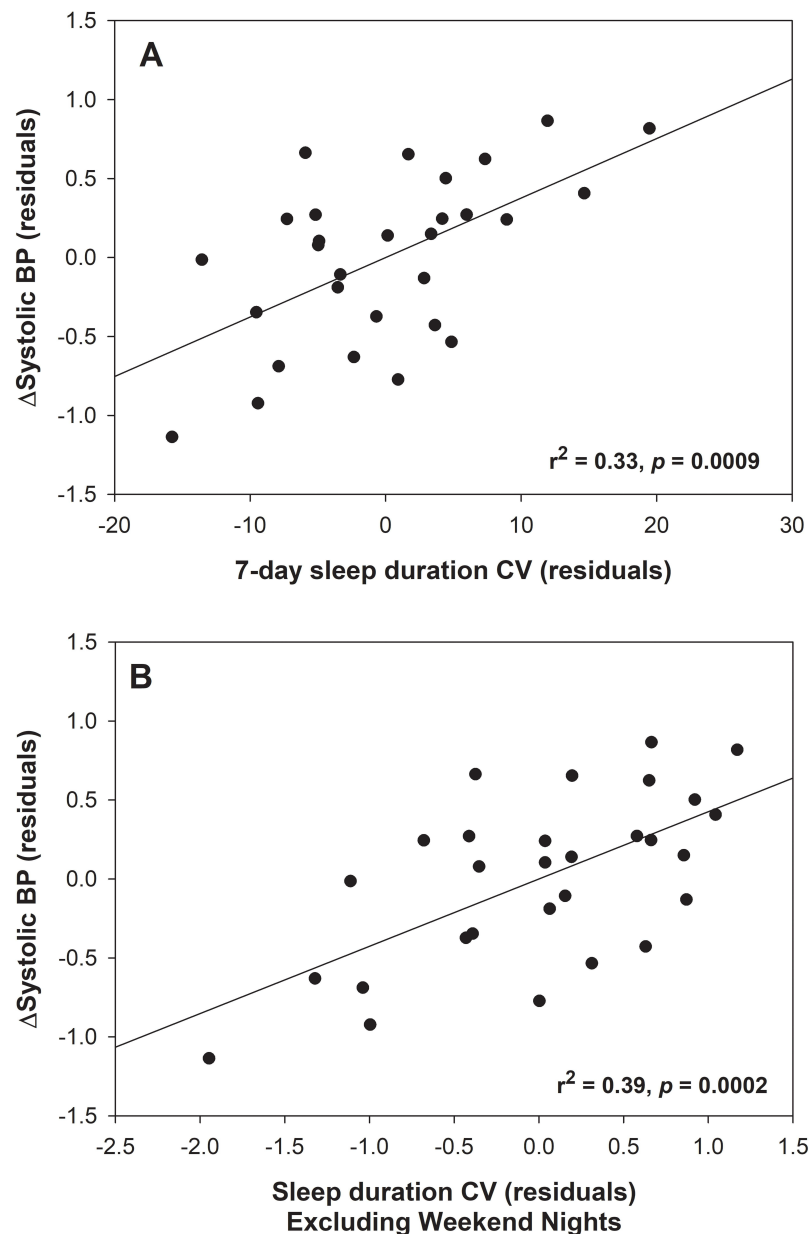 A
1.5
1.0
0.5
0.0
-0.5
-1.0
-1.5
ΔSystolic BP (residuals)
r² = 0.33, p = 0.0009
-20 -10 0 10 20 30
7-day sleep duration CV (residuals)
B
1.5
1.0
0.5
0.0
-0.5
-1.0
-1.5
ΔSystolic BP (residuals)
r² = 0.39, p = 0.0002
-2.5 -2.0 -1.5 -1.0 -0.5 0.0 0.5 1.0 1.5
Sleep duration CV (residuals)
Excluding Weekend Nights